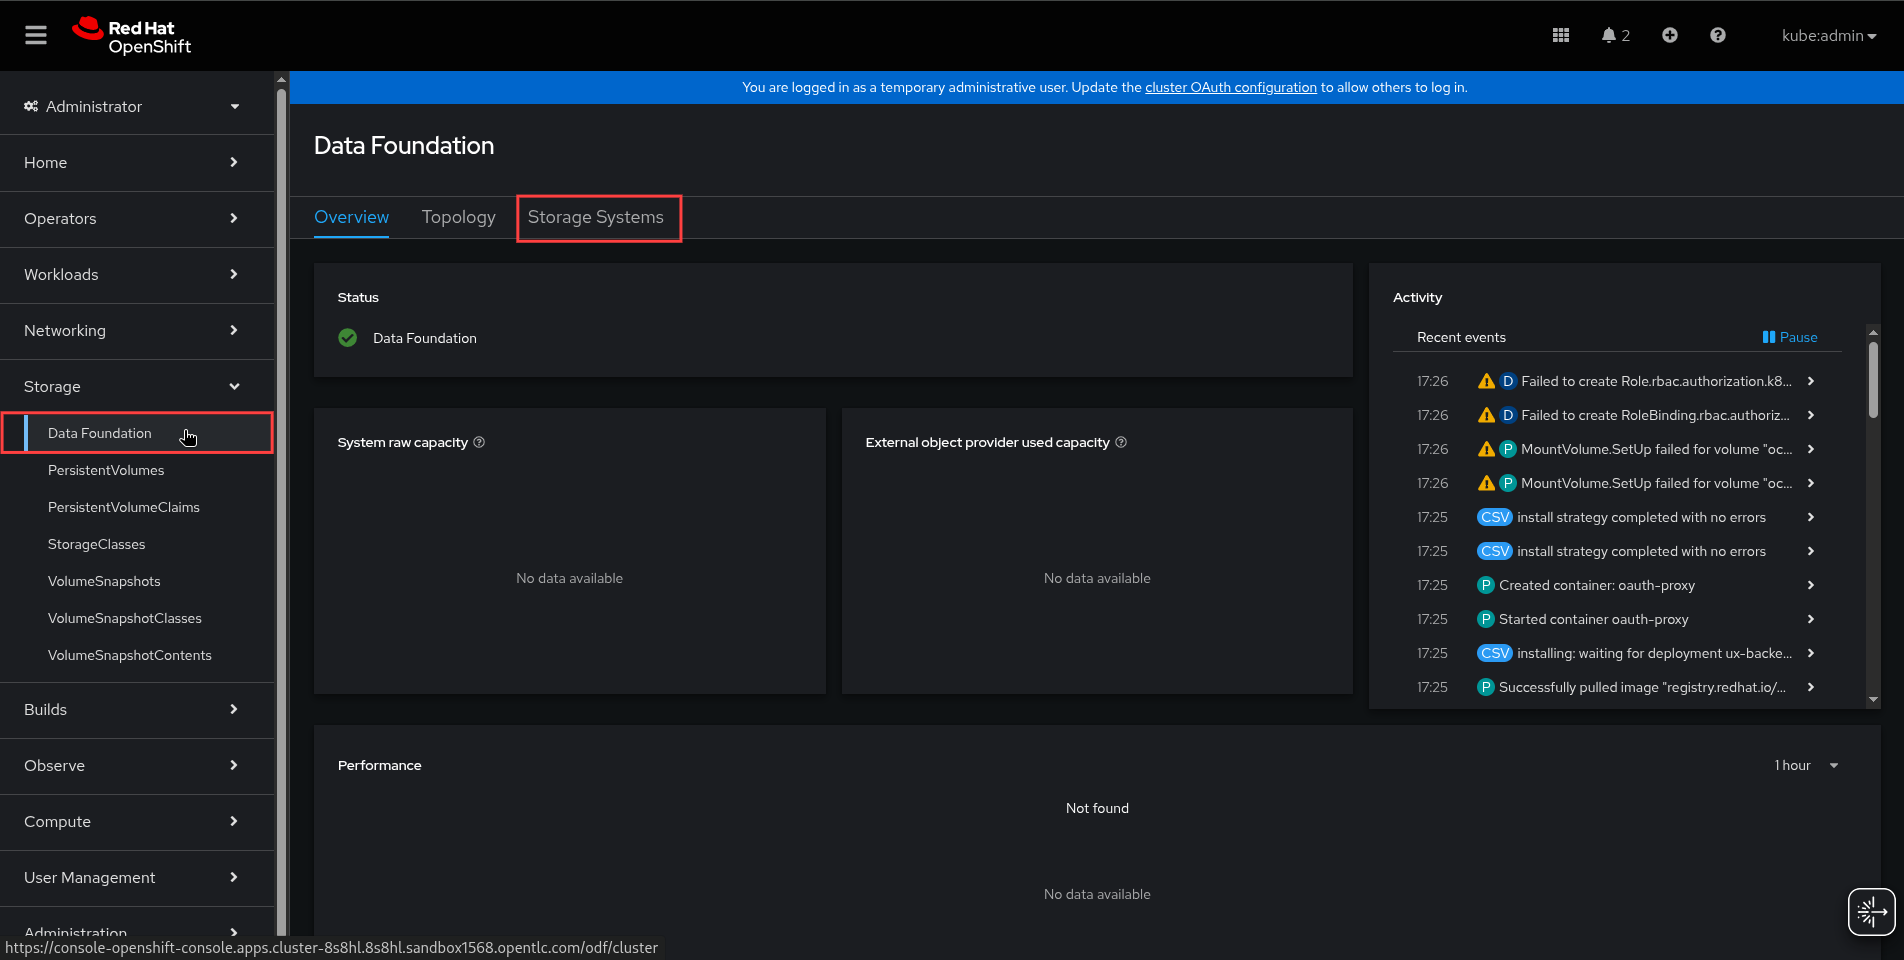 Red Hat
OpenShift
2
kube:admin
You are logged in as a temporary administrative user. Update the cluster OAuth configuration to allow others to log in.
Administrator
Home
Operators
Workloads
Networking
Storage
Data Foundation
PersistentVolumes
PersistentVolumeClaims
StorageClasses
VolumeSnapshots
VolumeSnapshotClasses
VolumeSnapshotContents
Builds
Observe
Compute
User Management
Administration
Data Foundation
Overview Topology Storage Systems
Status
Data Foundation
System raw capacity
No data available
External object provider used capacity
No data available
Activity
Recent events Pause
17:26 D Failed to create Role.rbac.authorization.k8...
17:26 D Failed to create RoleBinding.rbac.authoriz...
17:26 P MountVolume.SetUp failed for volume "oc...
17:26 P MountVolume.SetUp failed for volume "oc...
17:25 CSV install strategy completed with no errors
17:25 CSV install strategy completed with no errors
17:25 P Created container: oauth-proxy
17:25 P Started container oauth-proxy
17:25 CSV installing: waiting for deployment ux-backe...
17:25 P Successfully pulled image "registry.redhat.io/...
Performance 1 hour
Not found
No data available
https://console-openshift-console.apps.cluster-8s8hl.8s8hl.sandbox1568.opentlc.com/odf/cluster